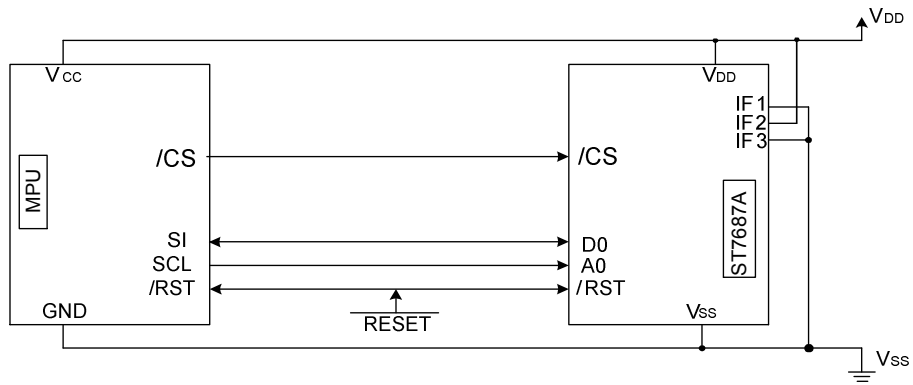 VDD
VCC
VDD
IF1
IF2
IF3
/CS
/CS
MPU
ST7687A
SI
D0
SCL
A0
/RST
/RST
GND
VSS
RESET
VSS